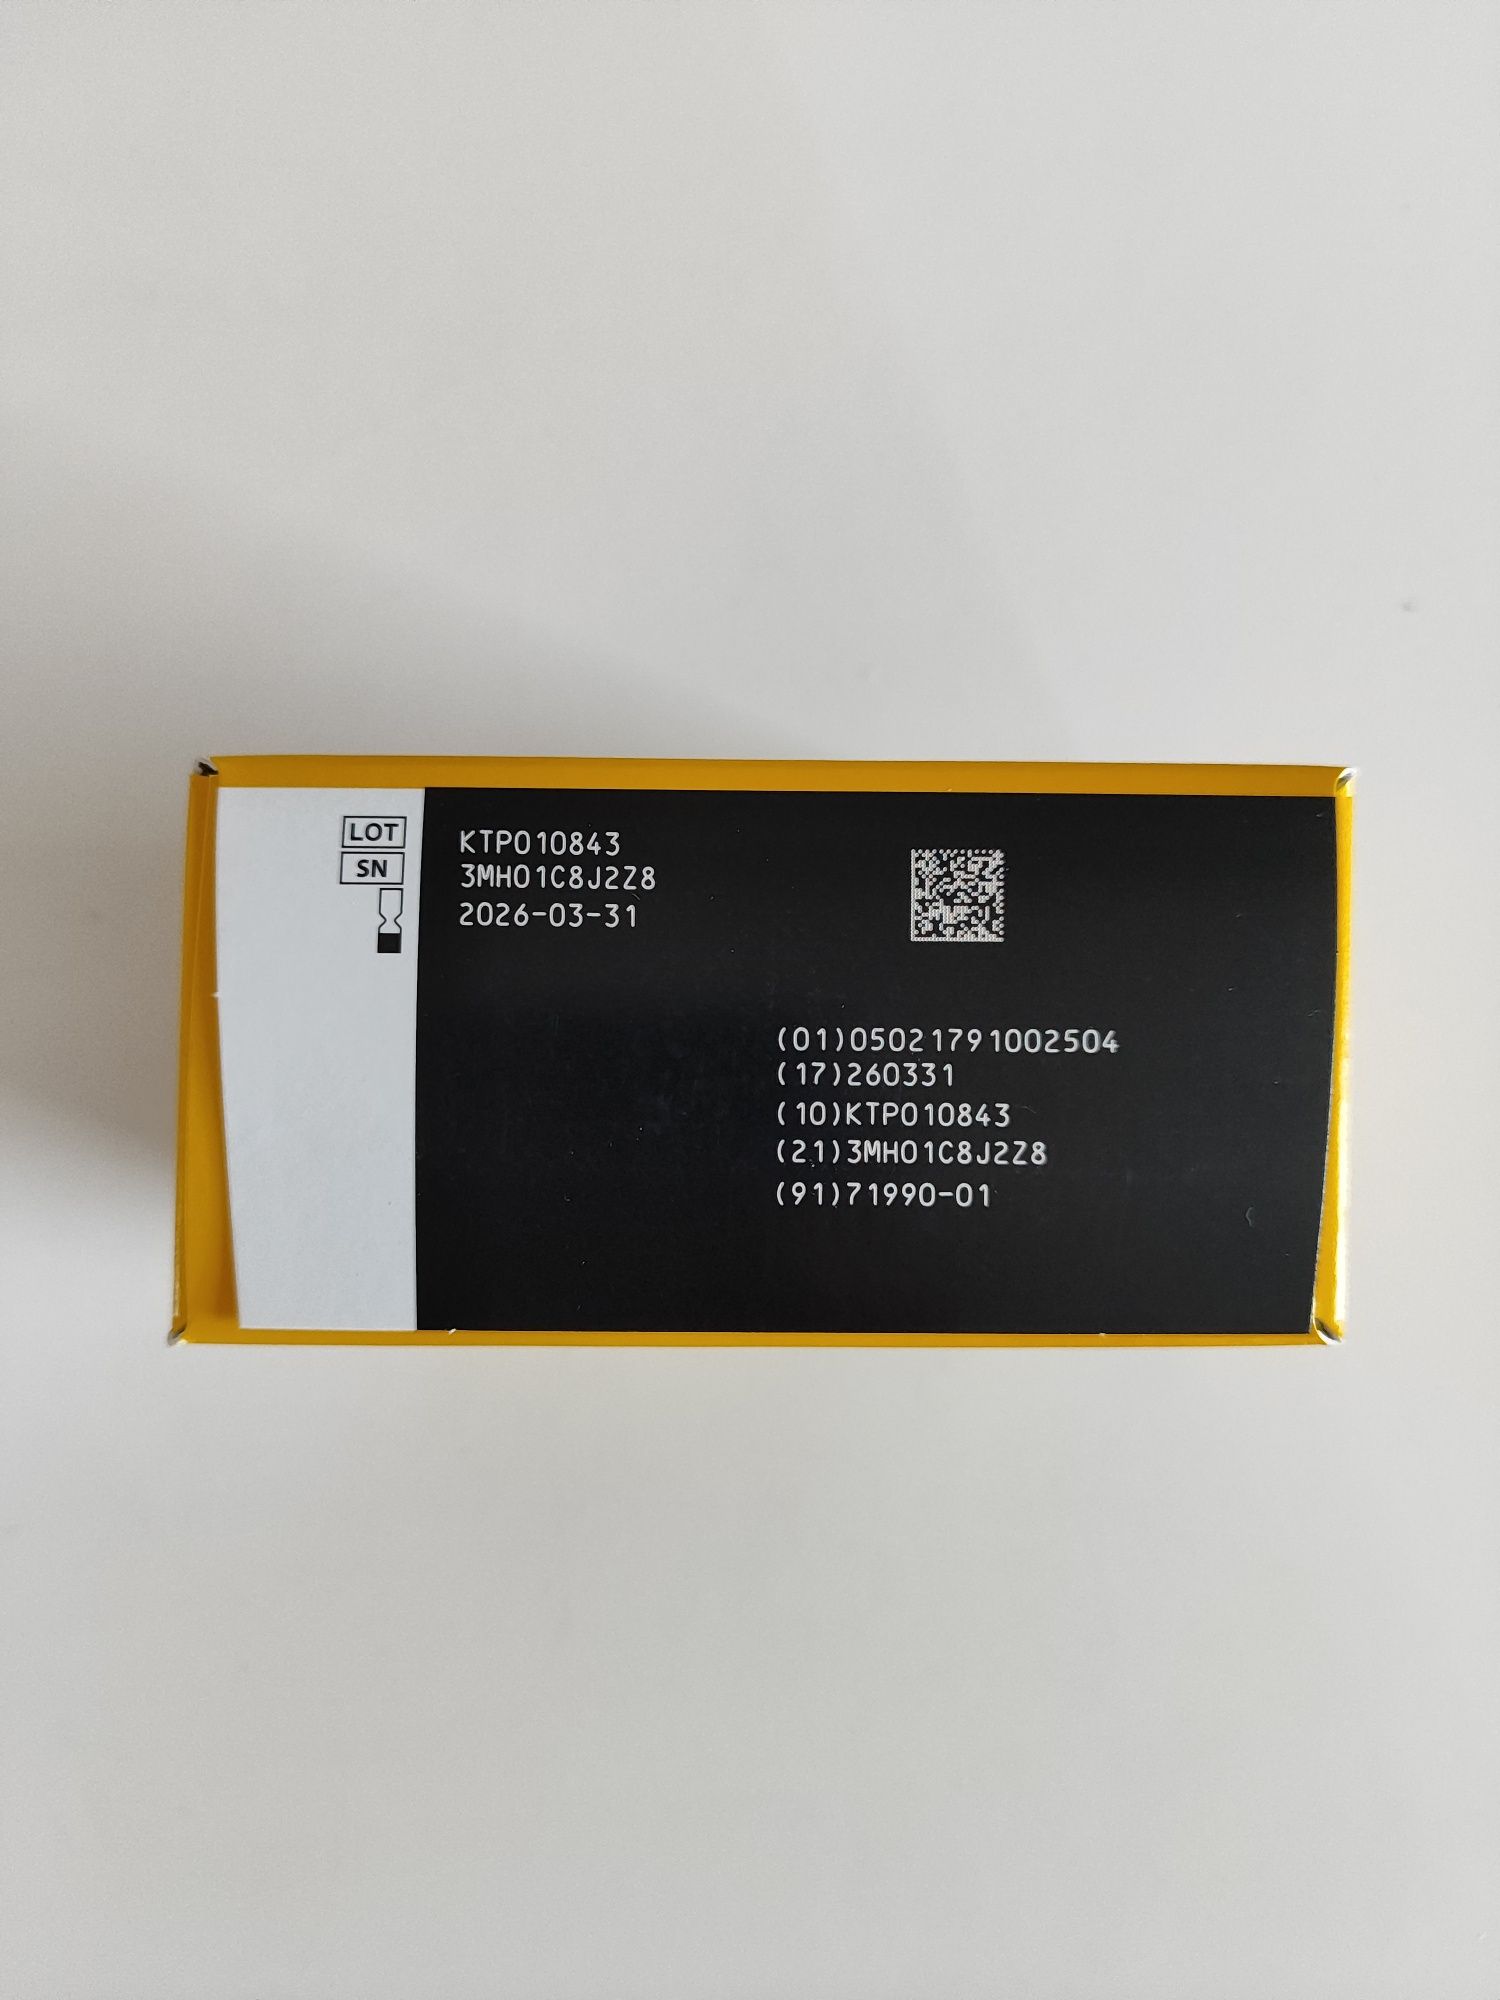 LOT KTP010843
SN 3MH01C8J2Z8
2026-03-31
(01)05021791002504
(17)260331
(10)KTP010843
(21)3MH01C8J2Z8
(91)71990-01